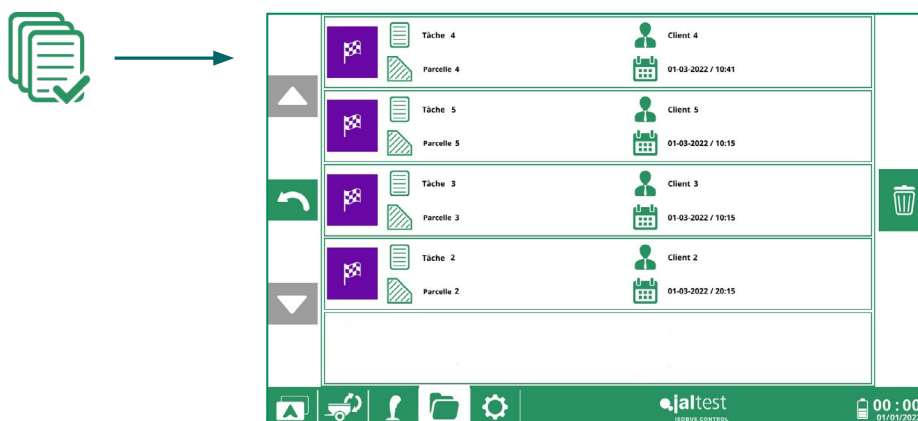 Tâche 4
Client 4
Parcelle 4
01-03-2022 / 10:41
Tâche 5
Client 5
Parcelle 5
01-03-2022 / 10:15
Tâche 3
Client 3
Parcelle 3
01-03-2022 / 10:15
Tâche 2
Client 2
Parcelle 2
01-03-2022 / 20:15
jaltest
ISOBUS CONTROL
00 : 00
01/01/2023